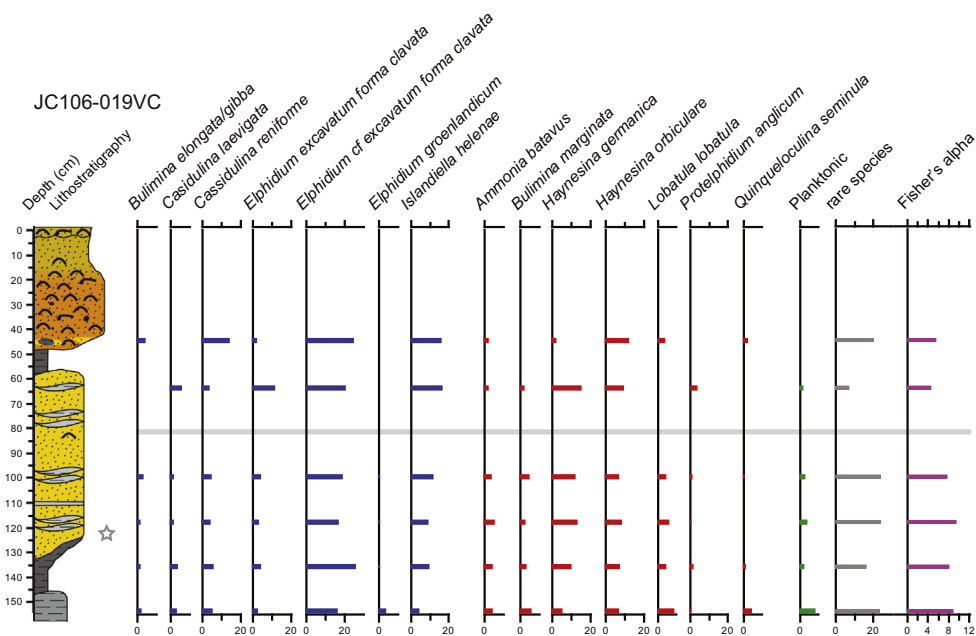 JC106-019VC
Depth (cm)
Lithostratigraphy
Bulimina elongata/gibba
Casidulina laevigata
Cassidulina reniforme
Elphidium excavatum forma clavata
Elphidium cf excavatum forma clavata
Elphidium groenlandicum
Islandiella helenae
Ammonia batavus
Bulimina marginata
Haynesina germanica
Haynesina orbiculare
Lobatula lobatula
Protelphidium anglicum
Quinqueloculina seminula
Planktonic
rare species
Fisher's alpha
0
10
20
30
40
50
60
70
80
90
100
110
120
130
140
150
0 0 0 20 0 20 0 20 0 0 20 0 0 0 20 0 20 0 0 0 0 0 20 0 4 8 12